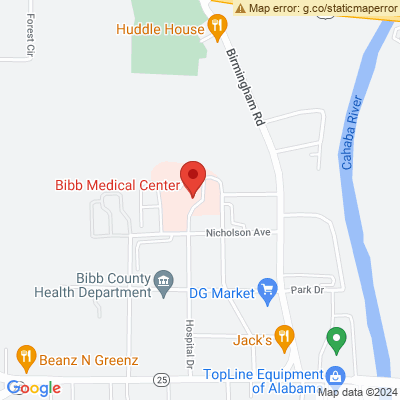 Map error: g.co/staticmaperror
Huddle House
Forest Cir
Birmingham Rd
Cahaba River
Bibb Medical Center
Nicholson Ave
Bibb County
Health Department
DG Market
Park Dr
Hospital Dr
Jack's
Beanz N Greenz
25
TopLine Equipment
of Alabam
Google
Map data ©2024